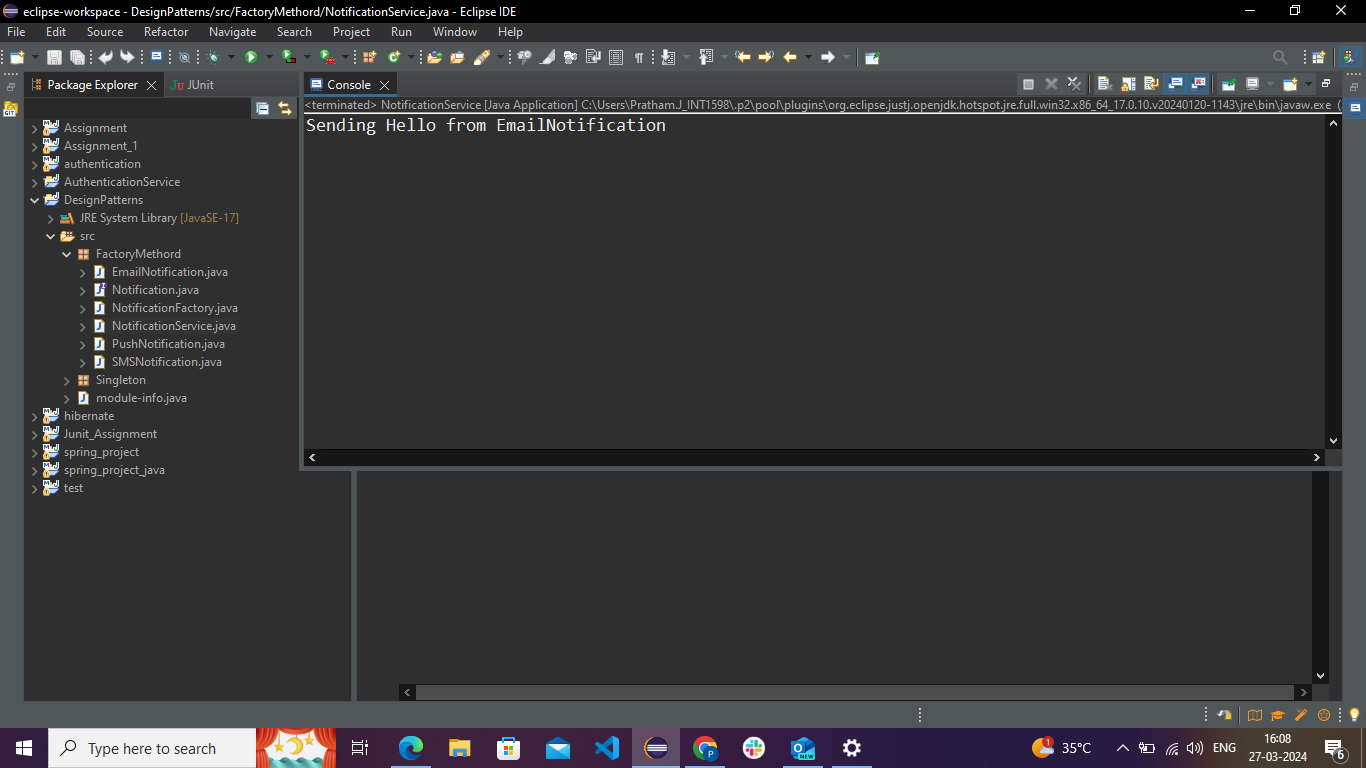 eclipse-workspace - DesignPatterns/src/FactoryMethord/NotificationService.java - Eclipse IDE
File Edit Source Refactor Navigate Search Project Run Window Help
Package Explorer
JUnit
Console
<terminated> NotificationService [Java Application] C:\Users\Pratham.J_INT1598\.p2\pool\plugins\org.eclipse.justj.openjdk.hotspot.jre.full.win32.x86_64_17.0.10.v20240120-1143\jre\bin\javaw.exe (
Sending Hello from EmailNotification
Assignment
Assignment_1
authentication
AuthenticationService
DesignPatterns
JRE System Library [JavaSE-17]
src
FactoryMethord
EmailNotification.java
Notification.java
NotificationFactory.java
NotificationService.java
PushNotification.java
SMSNotification.java
Singleton
module-info.java
hibernate
Junit_Assignment
spring_project
spring_project_java
test
Type here to search
35°C
ENG
16:08
27-03-2024
6